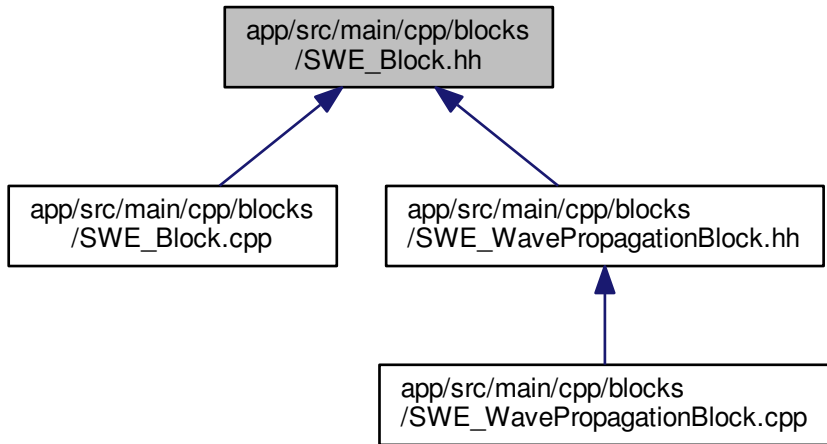 app/src/main/cpp/blocks
/SWE_Block.hh
app/src/main/cpp/blocks
/SWE_Block.cpp
app/src/main/cpp/blocks
/SWE_WavePropagationBlock.hh
app/src/main/cpp/blocks
/SWE_WavePropagationBlock.cpp